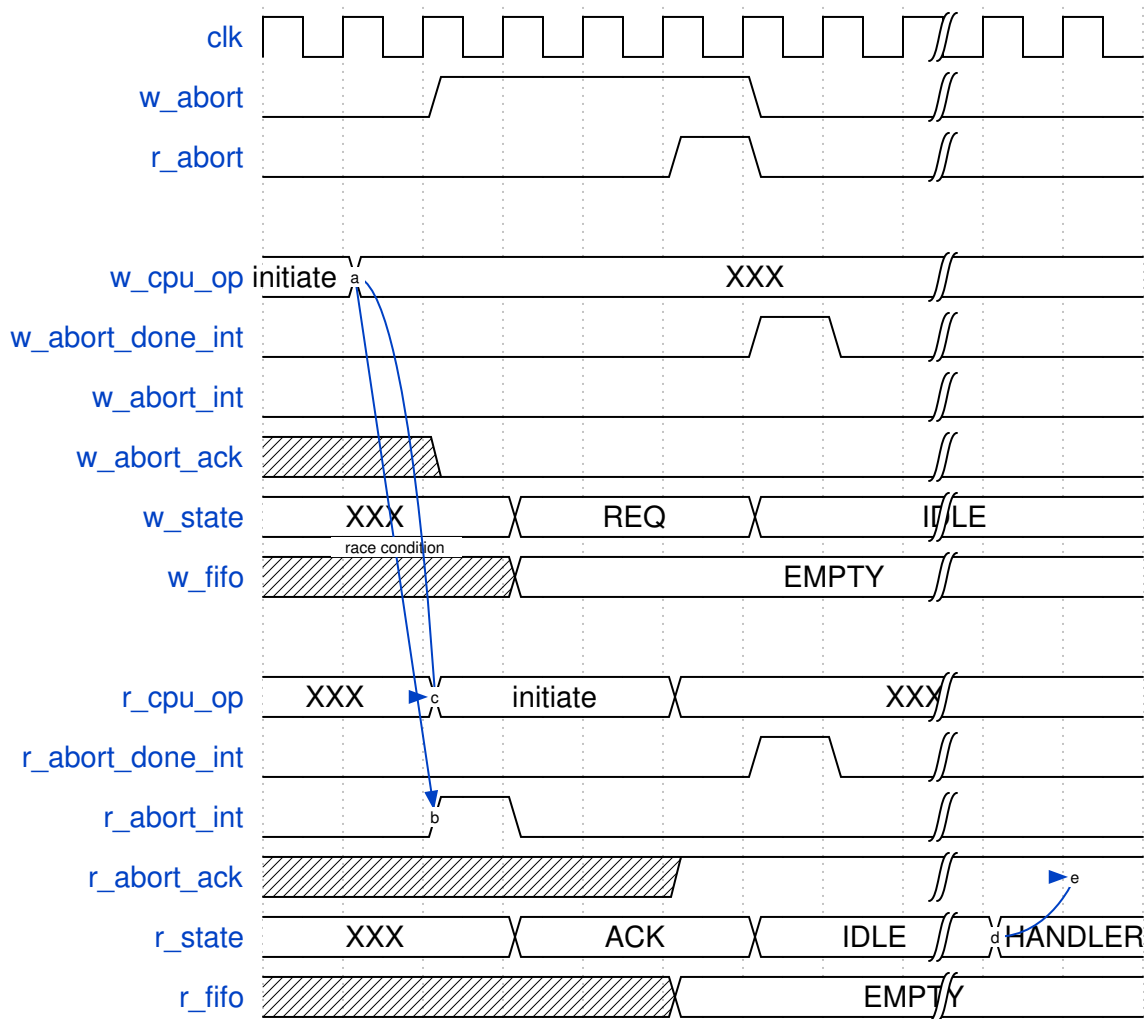 clk
w_abort
r_abort
w_cpu_op initiate a XXX
w_abort_done_int
w_abort_int
w_abort_ack
w_state XXX REQ IDLE
race condition
w_fifo EMPTY
r_cpu_op XXX c initiate XXX
r_abort_done_int
r_abort_int b
r_abort_ack e
r_state XXX ACK IDLE d HANDLER
r_fifo EMPTY